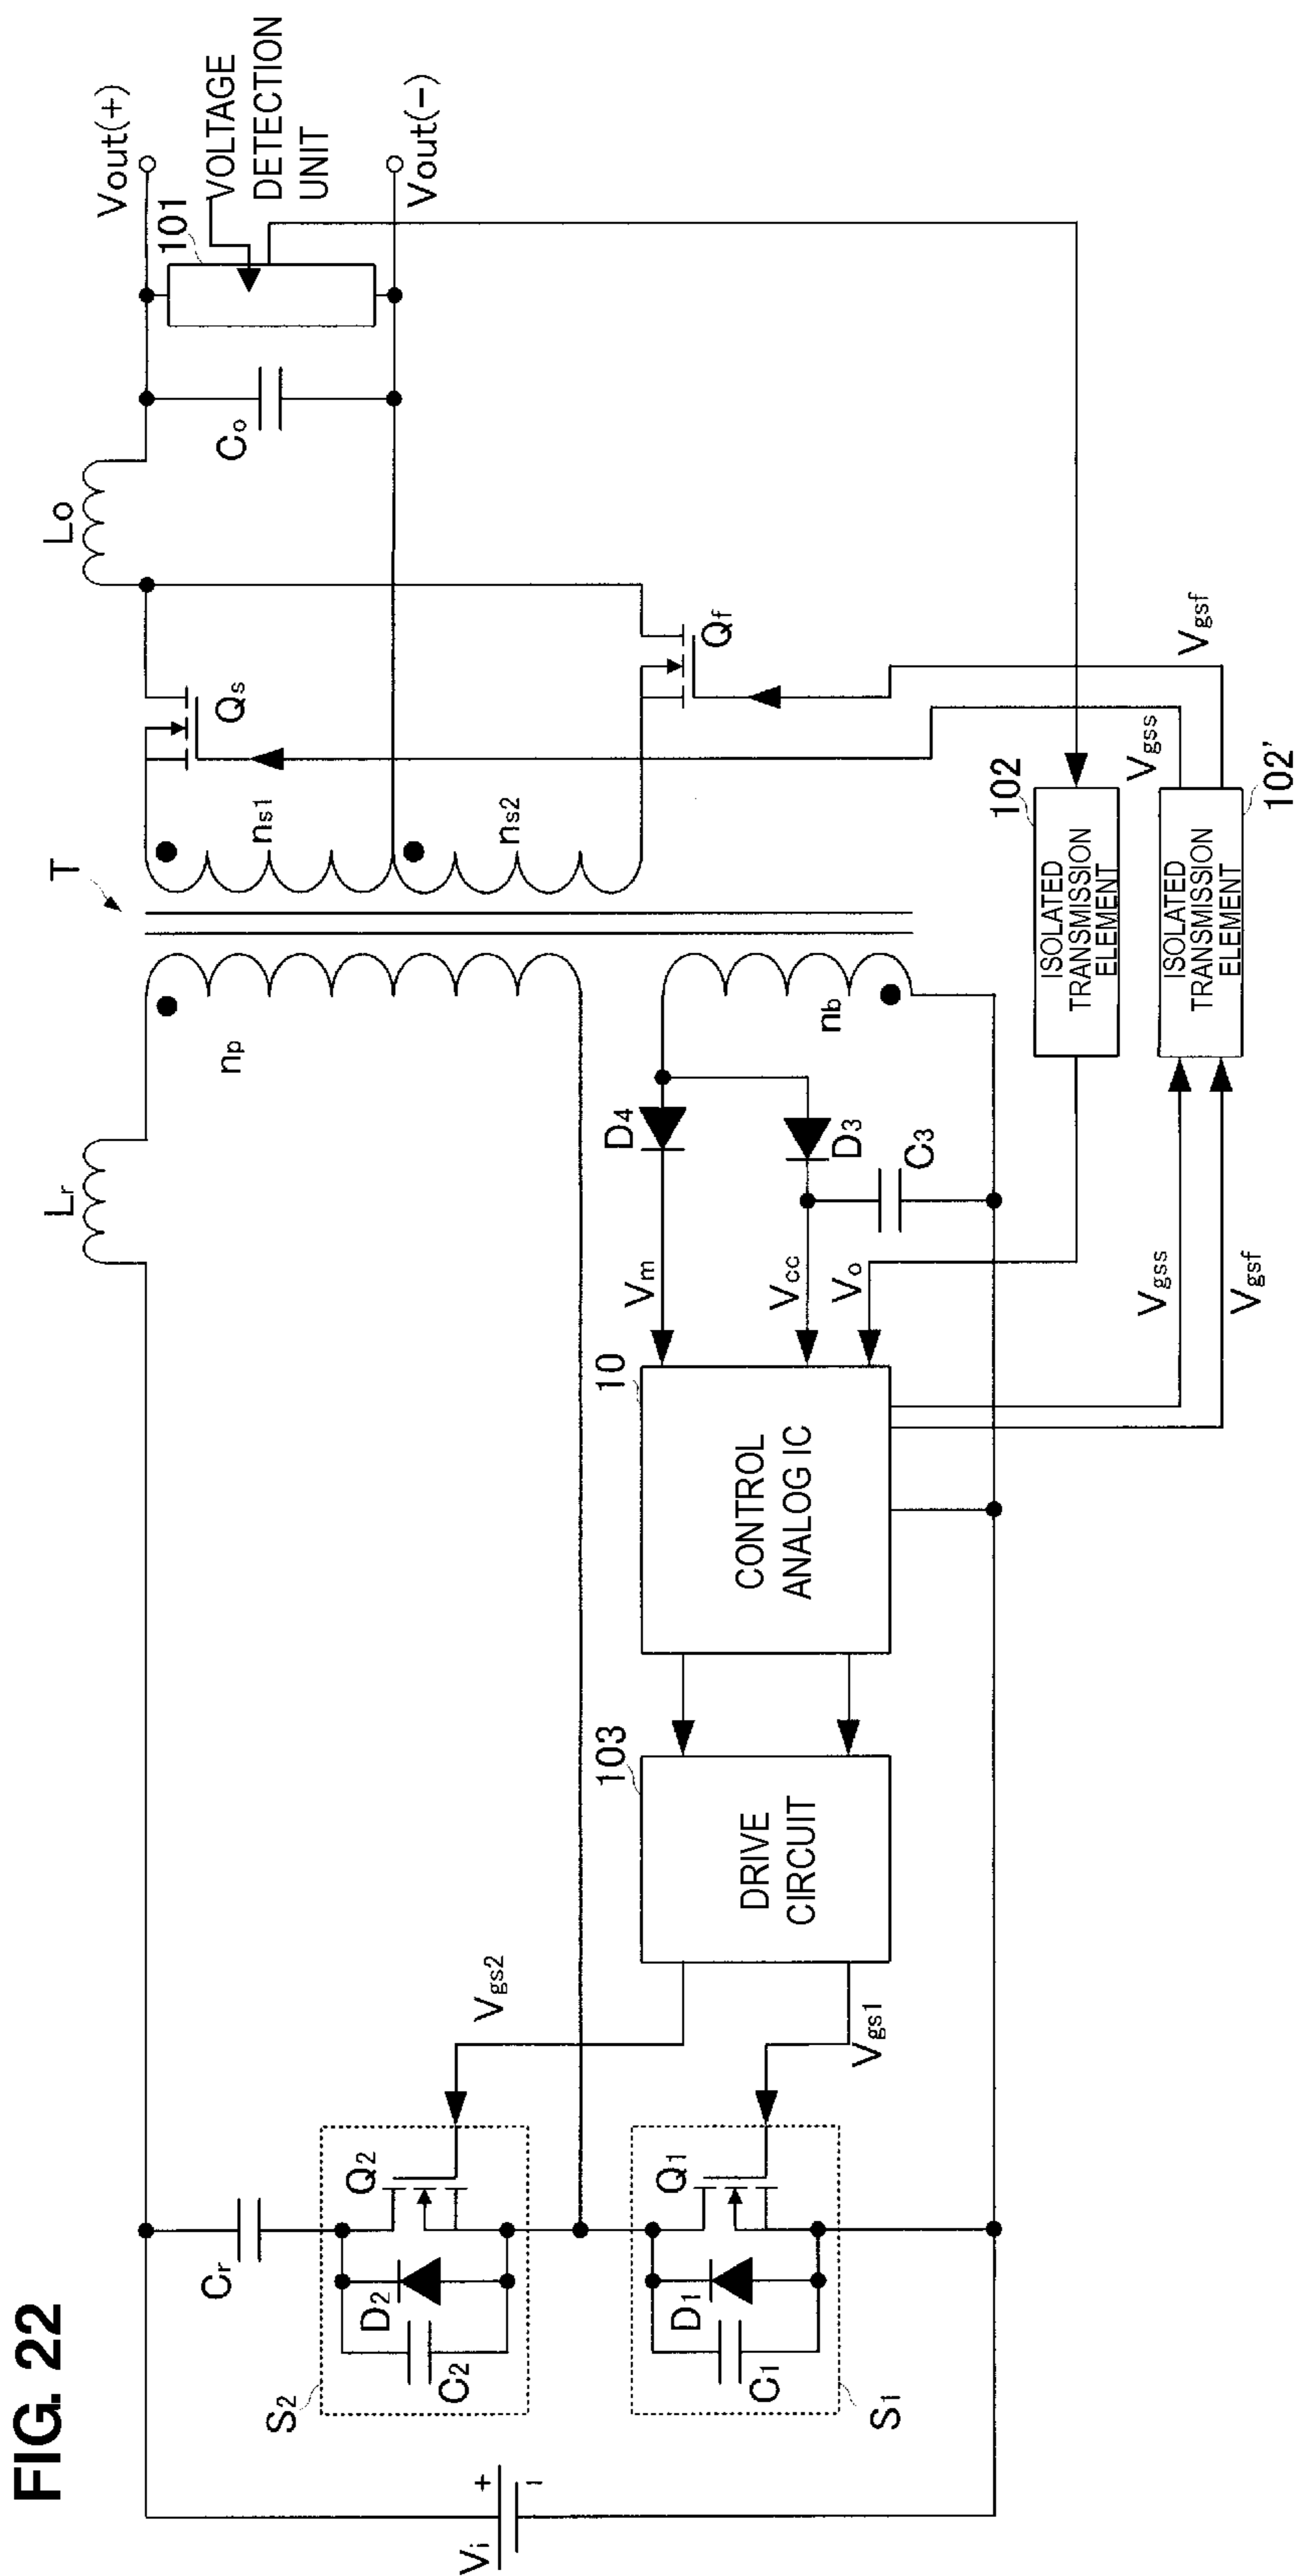 FIG. 22
Vi
+
−
Cr
S2
Q2
D2
C2
S1
Q1
D1
C1
Vgs2
Vgs1
103
DRIVE
CIRCUIT
10
CONTROL
ANALOG IC
Vm
Vcc
Vo
D4
D3
C3
Lr
np
nb
T
ns1
ns2
Qs
Qf
Lo
Co
101
VOLTAGE
DETECTION
UNIT
Vout(+)
Vout(-)
102
ISOLATED
TRANSMISSION
ELEMENT
102'
ISOLATED
TRANSMISSION
ELEMENT
Vgss
Vgsf
Vgss
Vgsf